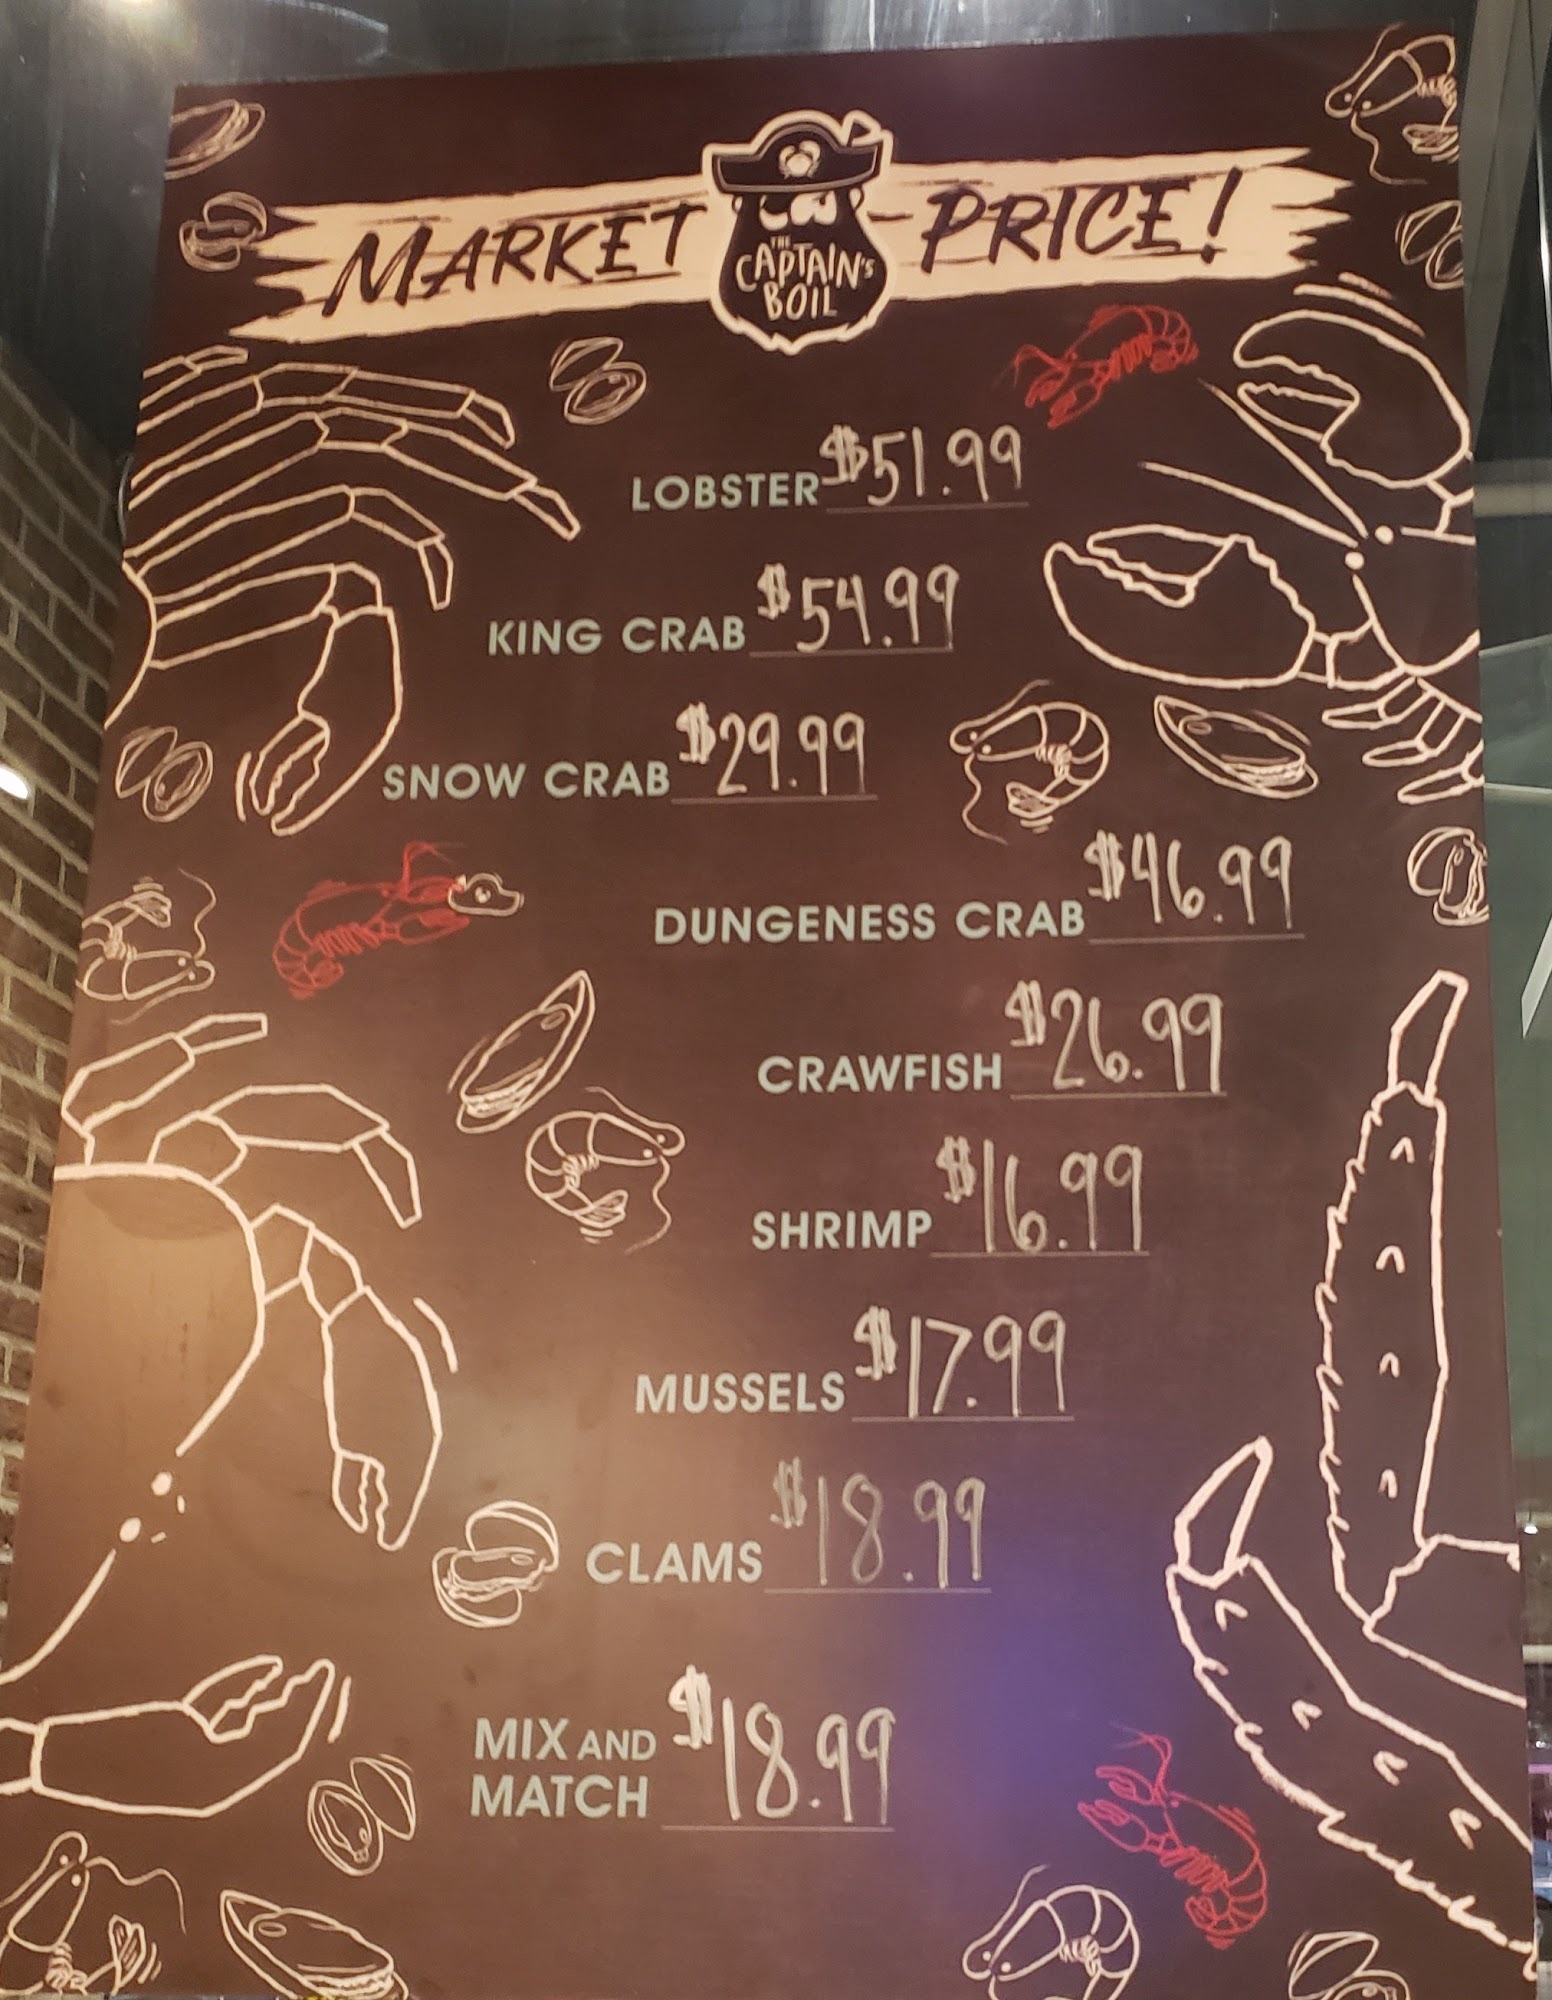 MARKET PRICE!
THE
CAPTAIN'S
BOIL
LOBSTER $51.99
KING CRAB $54.99
SNOW CRAB $29.99
DUNGENESS CRAB $46.99
CRAWFISH $26.99
SHRIMP $16.99
MUSSELS $17.99
CLAMS $18.99
MIX AND
MATCH $18.99